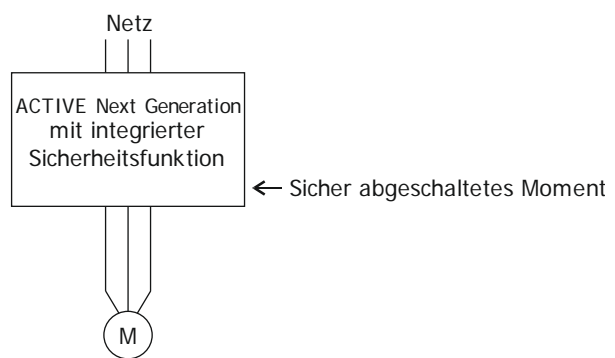 Netz
ACTIVE Next Generation
mit integrierter
Sicherheitsfunktion
Sicher abgeschaltetes Moment
M